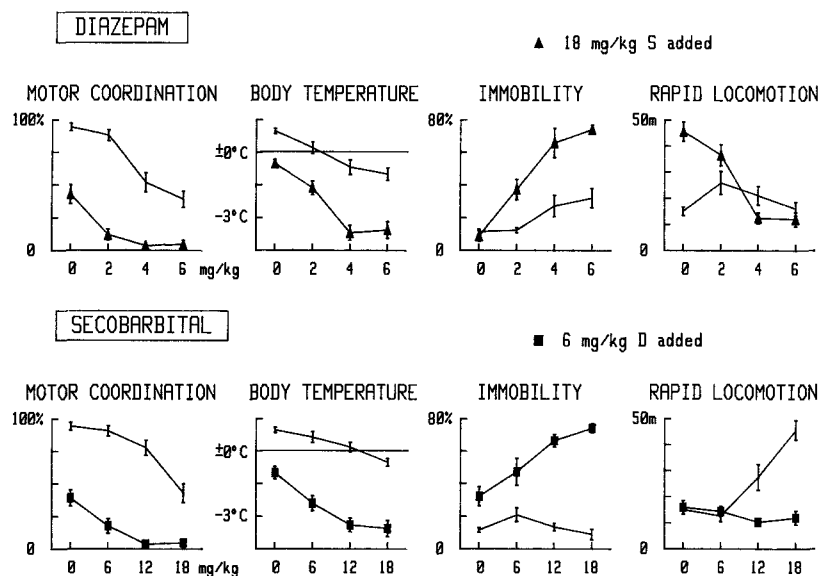 DIAZEPAM
▲ 18 mg/kg S added
MOTOR COORDINATION BODY TEMPERATURE IMMOBILITY RAPID LOCOMOTION
100% 80% 50m
±0°C
-3°C
0 0 0
0 2 4 6 mg/kg 0 2 4 6 0 2 4 6 0 2 4 6
SECOBARBITAL
■ 6 mg/kg D added
MOTOR COORDINATION BODY TEMPERATURE IMMOBILITY RAPID LOCOMOTION
100% 80% 50m
±0°C
-3°C
0 0 0
0 6 12 18 mg/kg 0 6 12 18 0 6 12 18 0 6 12 18